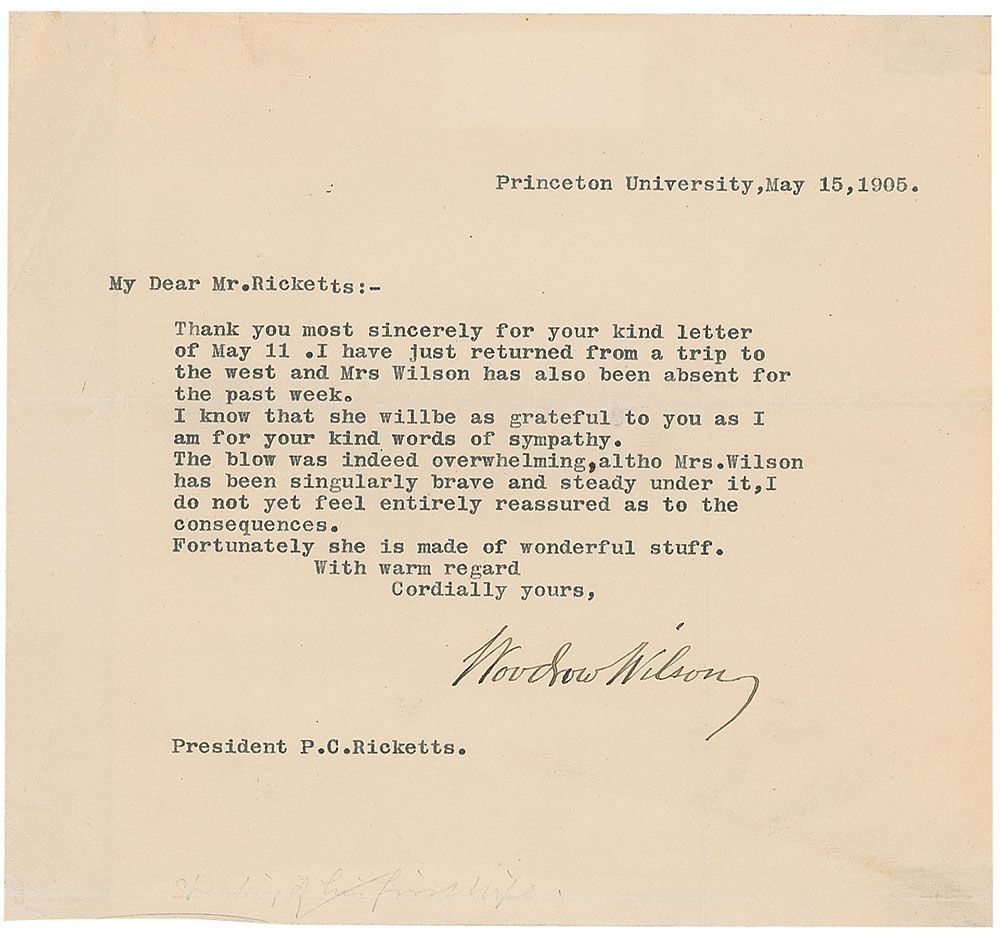 Princeton University,May 15,1905.
My Dear Mr.Ricketts:-
Thank you most sincerely for your kind letter
of May 11 .I have just returned from a trip to
the west and Mrs Wilson has also been absent for
the past week.
I know that she willbe as grateful to you as I
am for your kind words of sympathy.
The blow was indeed overwhelming,altho Mrs.Wilson
has been singularly brave and steady under it,I
do not yet feel entirely reassured as to the
consequences.
Fortunately she is made of wonderful stuff.
With warm regard
Cordially yours,
Woodrow Wilson
President P.C.Ricketts.
Speaking of his first wife